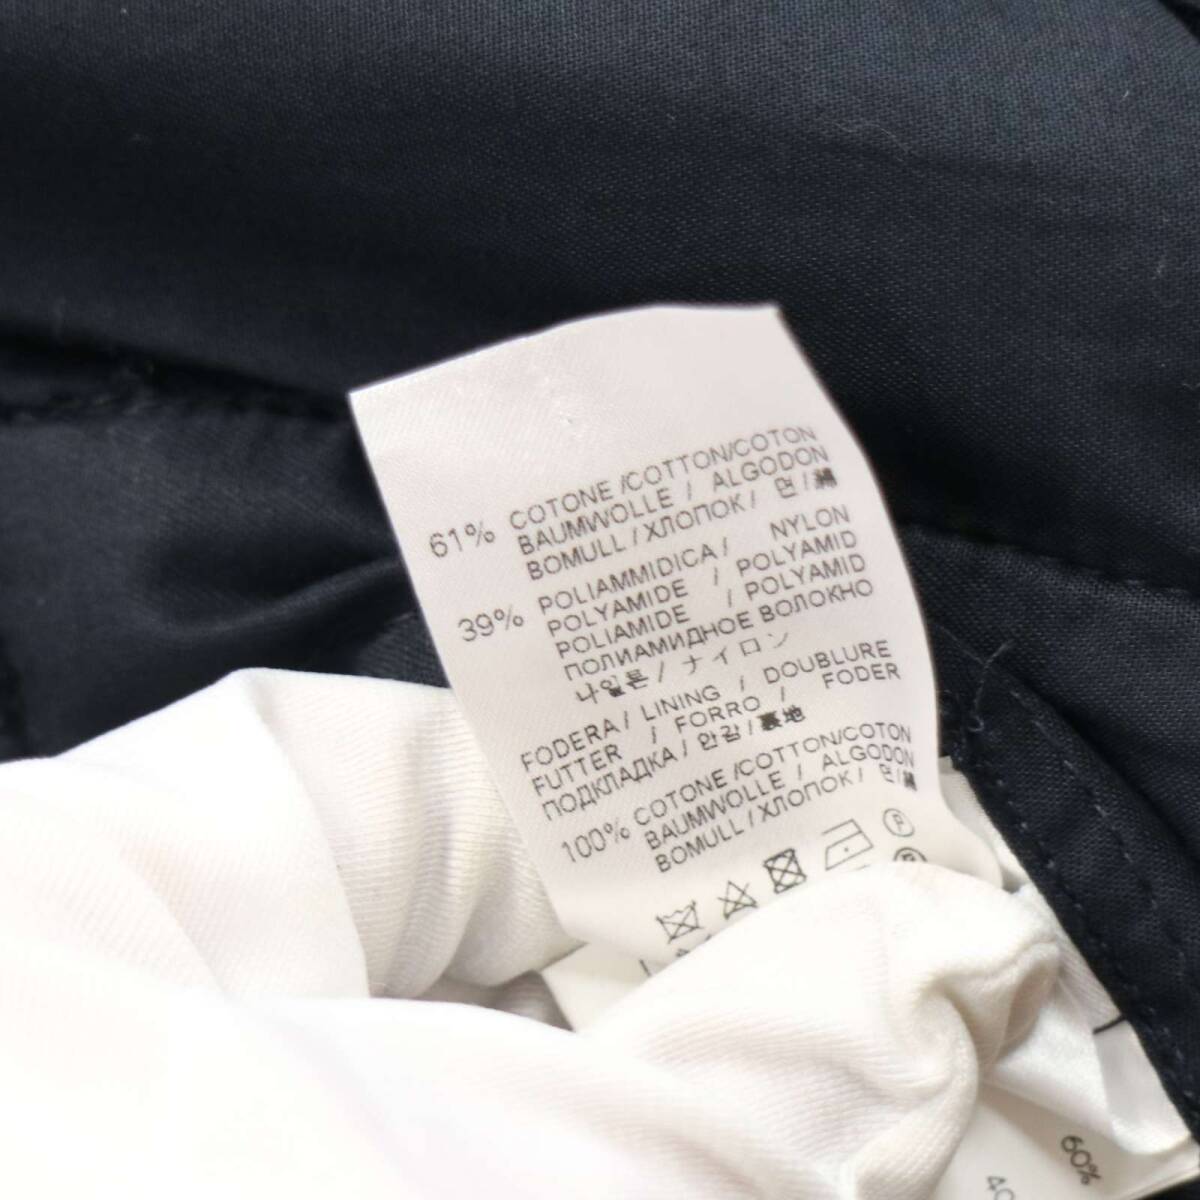 61% COTONE /COTTON/COTON
BAUMWOLLE / ALGODON
BOMULL / ХЛОПОК / 면 / 綿
39% POLIAMMIDICA / NYLON
POLYAMIDE / POLYAMID
POLIAMIDE / POLYAMID
ПОЛИАМИДНОЕ ВОЛОКНО
나일론 / ナイロン
FODERA / LINING / DOUBLURE
FUTTER / FORRO / FODER
ПОДКЛАДКА / 안감 / 裏地
100% COTONE /COTTON/COTON
BAUMWOLLE / ALGODON
BOMULL / ХЛОПОК / 면 / 綿
P
60%
40